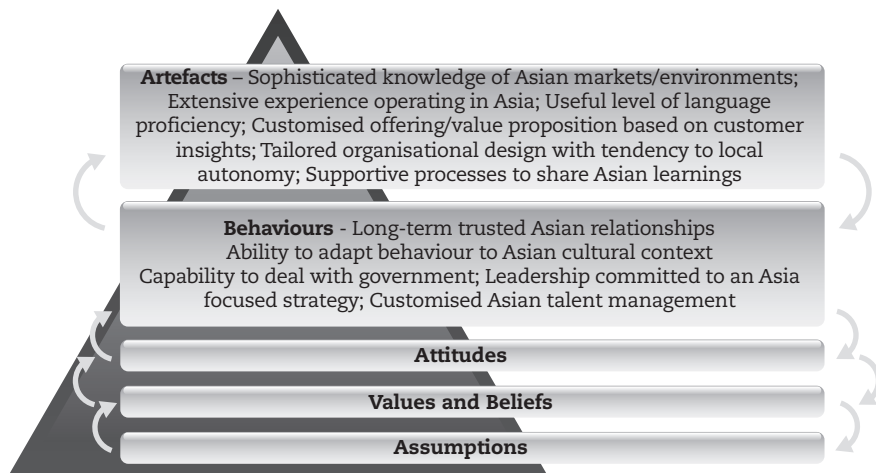 Artefacts – Sophisticated knowledge of Asian markets/environments;
Extensive experience operating in Asia; Useful level of language
proficiency; Customised offering/value proposition based on customer
insights; Tailored organisational design with tendency to local
autonomy; Supportive processes to share Asian learnings
Behaviours - Long-term trusted Asian relationships
Ability to adapt behaviour to Asian cultural context
Capability to deal with government; Leadership committed to an Asia
focused strategy; Customised Asian talent management
Attitudes
Values and Beliefs
Assumptions